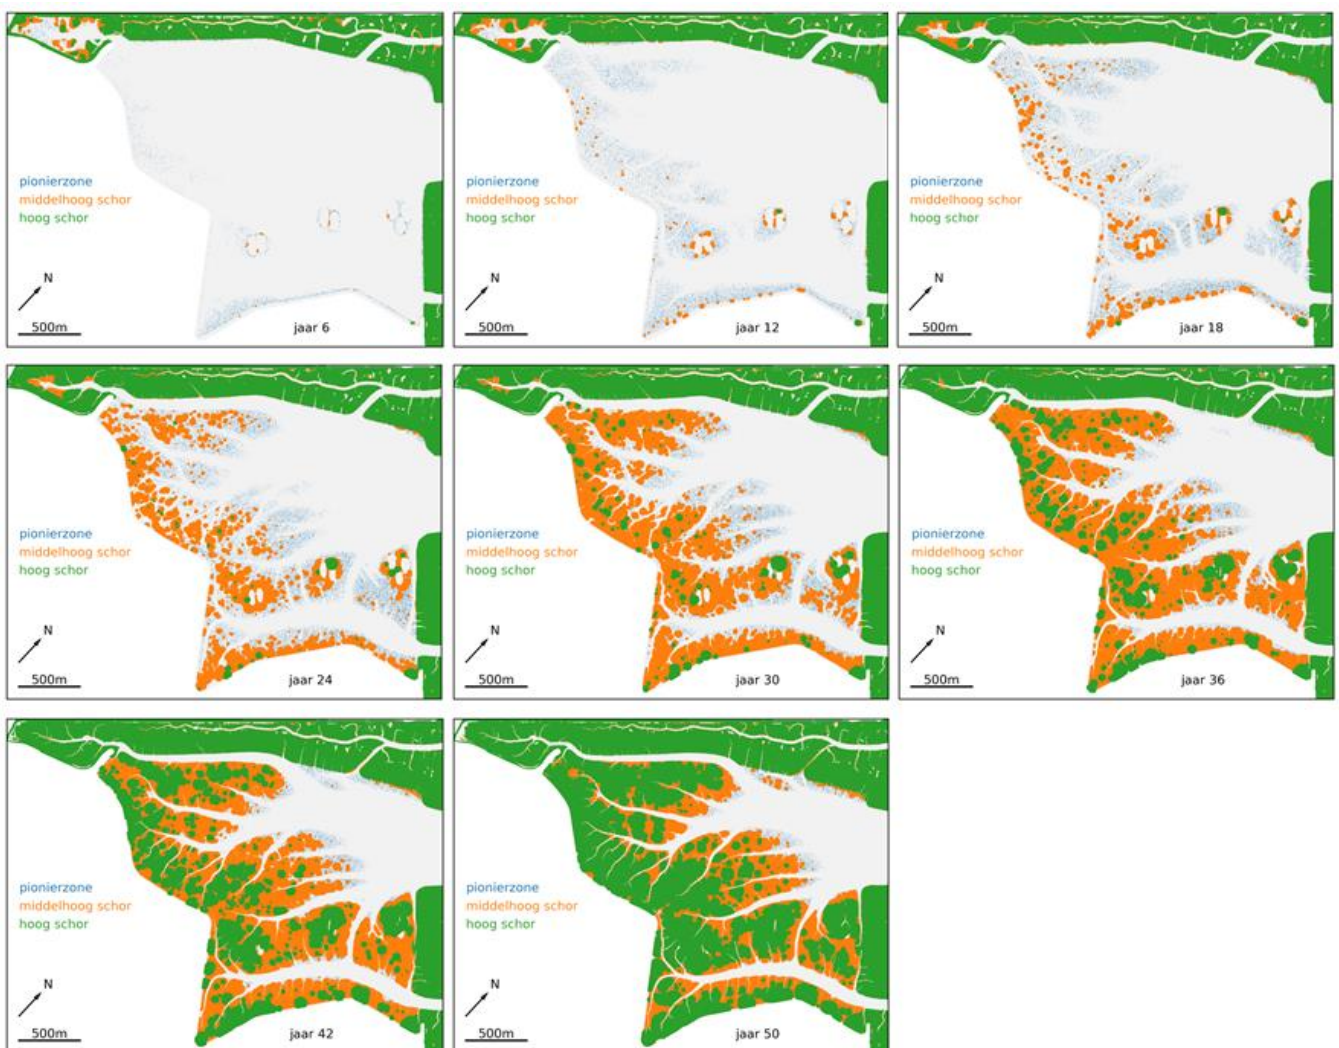 pionierzone
middelhoog schor
hoog schor
N
500m
jaar 6
pionierzone
middelhoog schor
hoog schor
N
500m
jaar 12
pionierzone
middelhoog schor
hoog schor
N
500m
jaar 18
pionierzone
middelhoog schor
hoog schor
N
500m
jaar 24
pionierzone
middelhoog schor
hoog schor
N
500m
jaar 30
pionierzone
middelhoog schor
hoog schor
N
500m
jaar 36
pionierzone
middelhoog schor
hoog schor
N
500m
jaar 42
pionierzone
middelhoog schor
hoog schor
N
500m
jaar 50